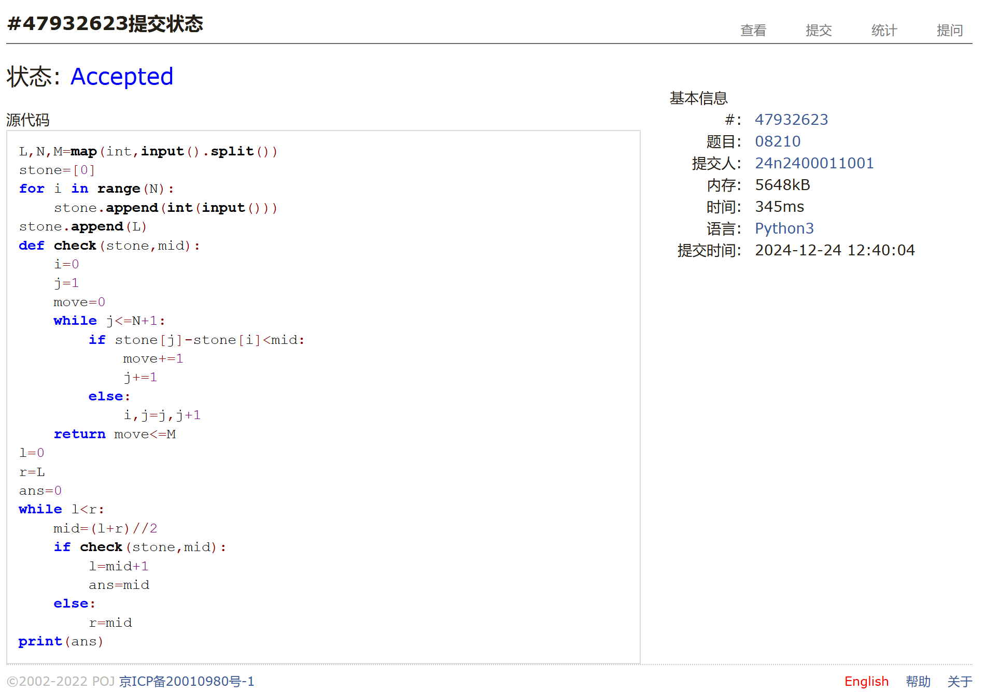 #47932623提交状态
查看 提交 统计 提问
状态: Accepted
源代码
L,N,M=map(int,input().split())
stone=[0]
for i in range(N):
    stone.append(int(input()))
stone.append(L)
def check(stone,mid):
    i=0
    j=1
    move=0
    while j<=N+1:
        if stone[j]-stone[i]<mid:
            move+=1
            j+=1
        else:
            i,j=j,j+1
    return move<=M
l=0
r=L
ans=0
while l<r:
    mid=(l+r)//2
    if check(stone,mid):
        l=mid+1
        ans=mid
    else:
        r=mid
print(ans)
基本信息
#: 47932623
题目: 08210
提交人: 24n2400011001
内存: 5648kB
时间: 345ms
语言: Python3
提交时间: 2024-12-24 12:40:04
©2002-2022 POJ 京ICP备20010980号-1
English 帮助 关于